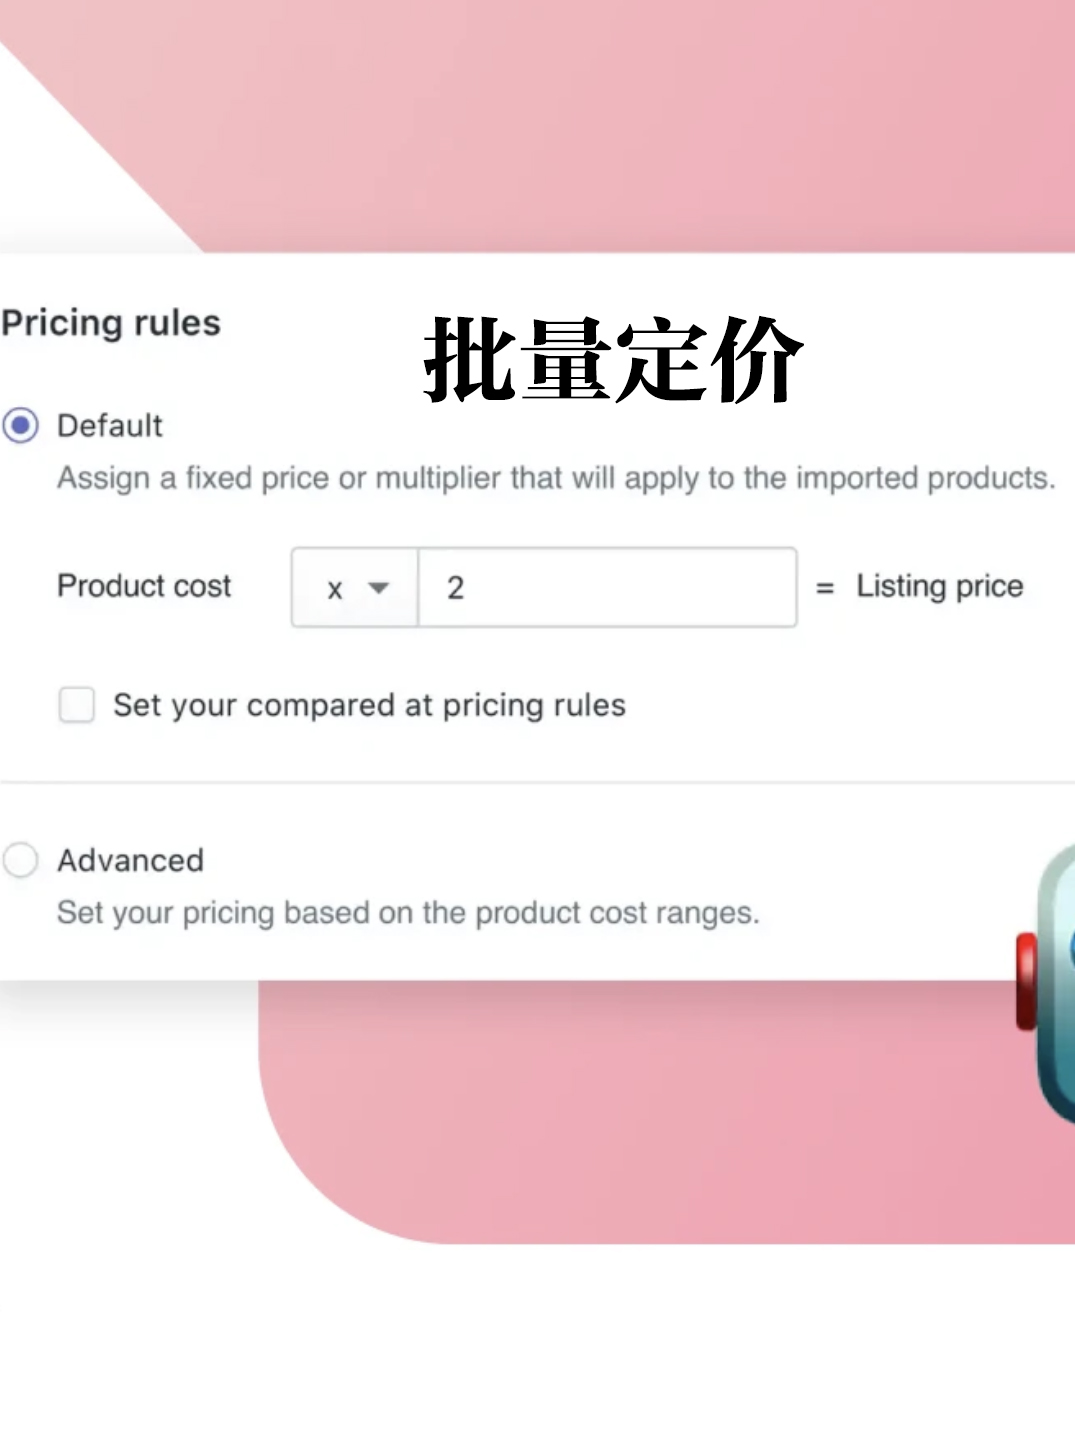 Pricing rules
批量定价
Default
Assign a fixed price or multiplier that will apply to the imported products.
Product cost x 2 = Listing price
Set your compared at pricing rules
Advanced
Set your pricing based on the product cost ranges.